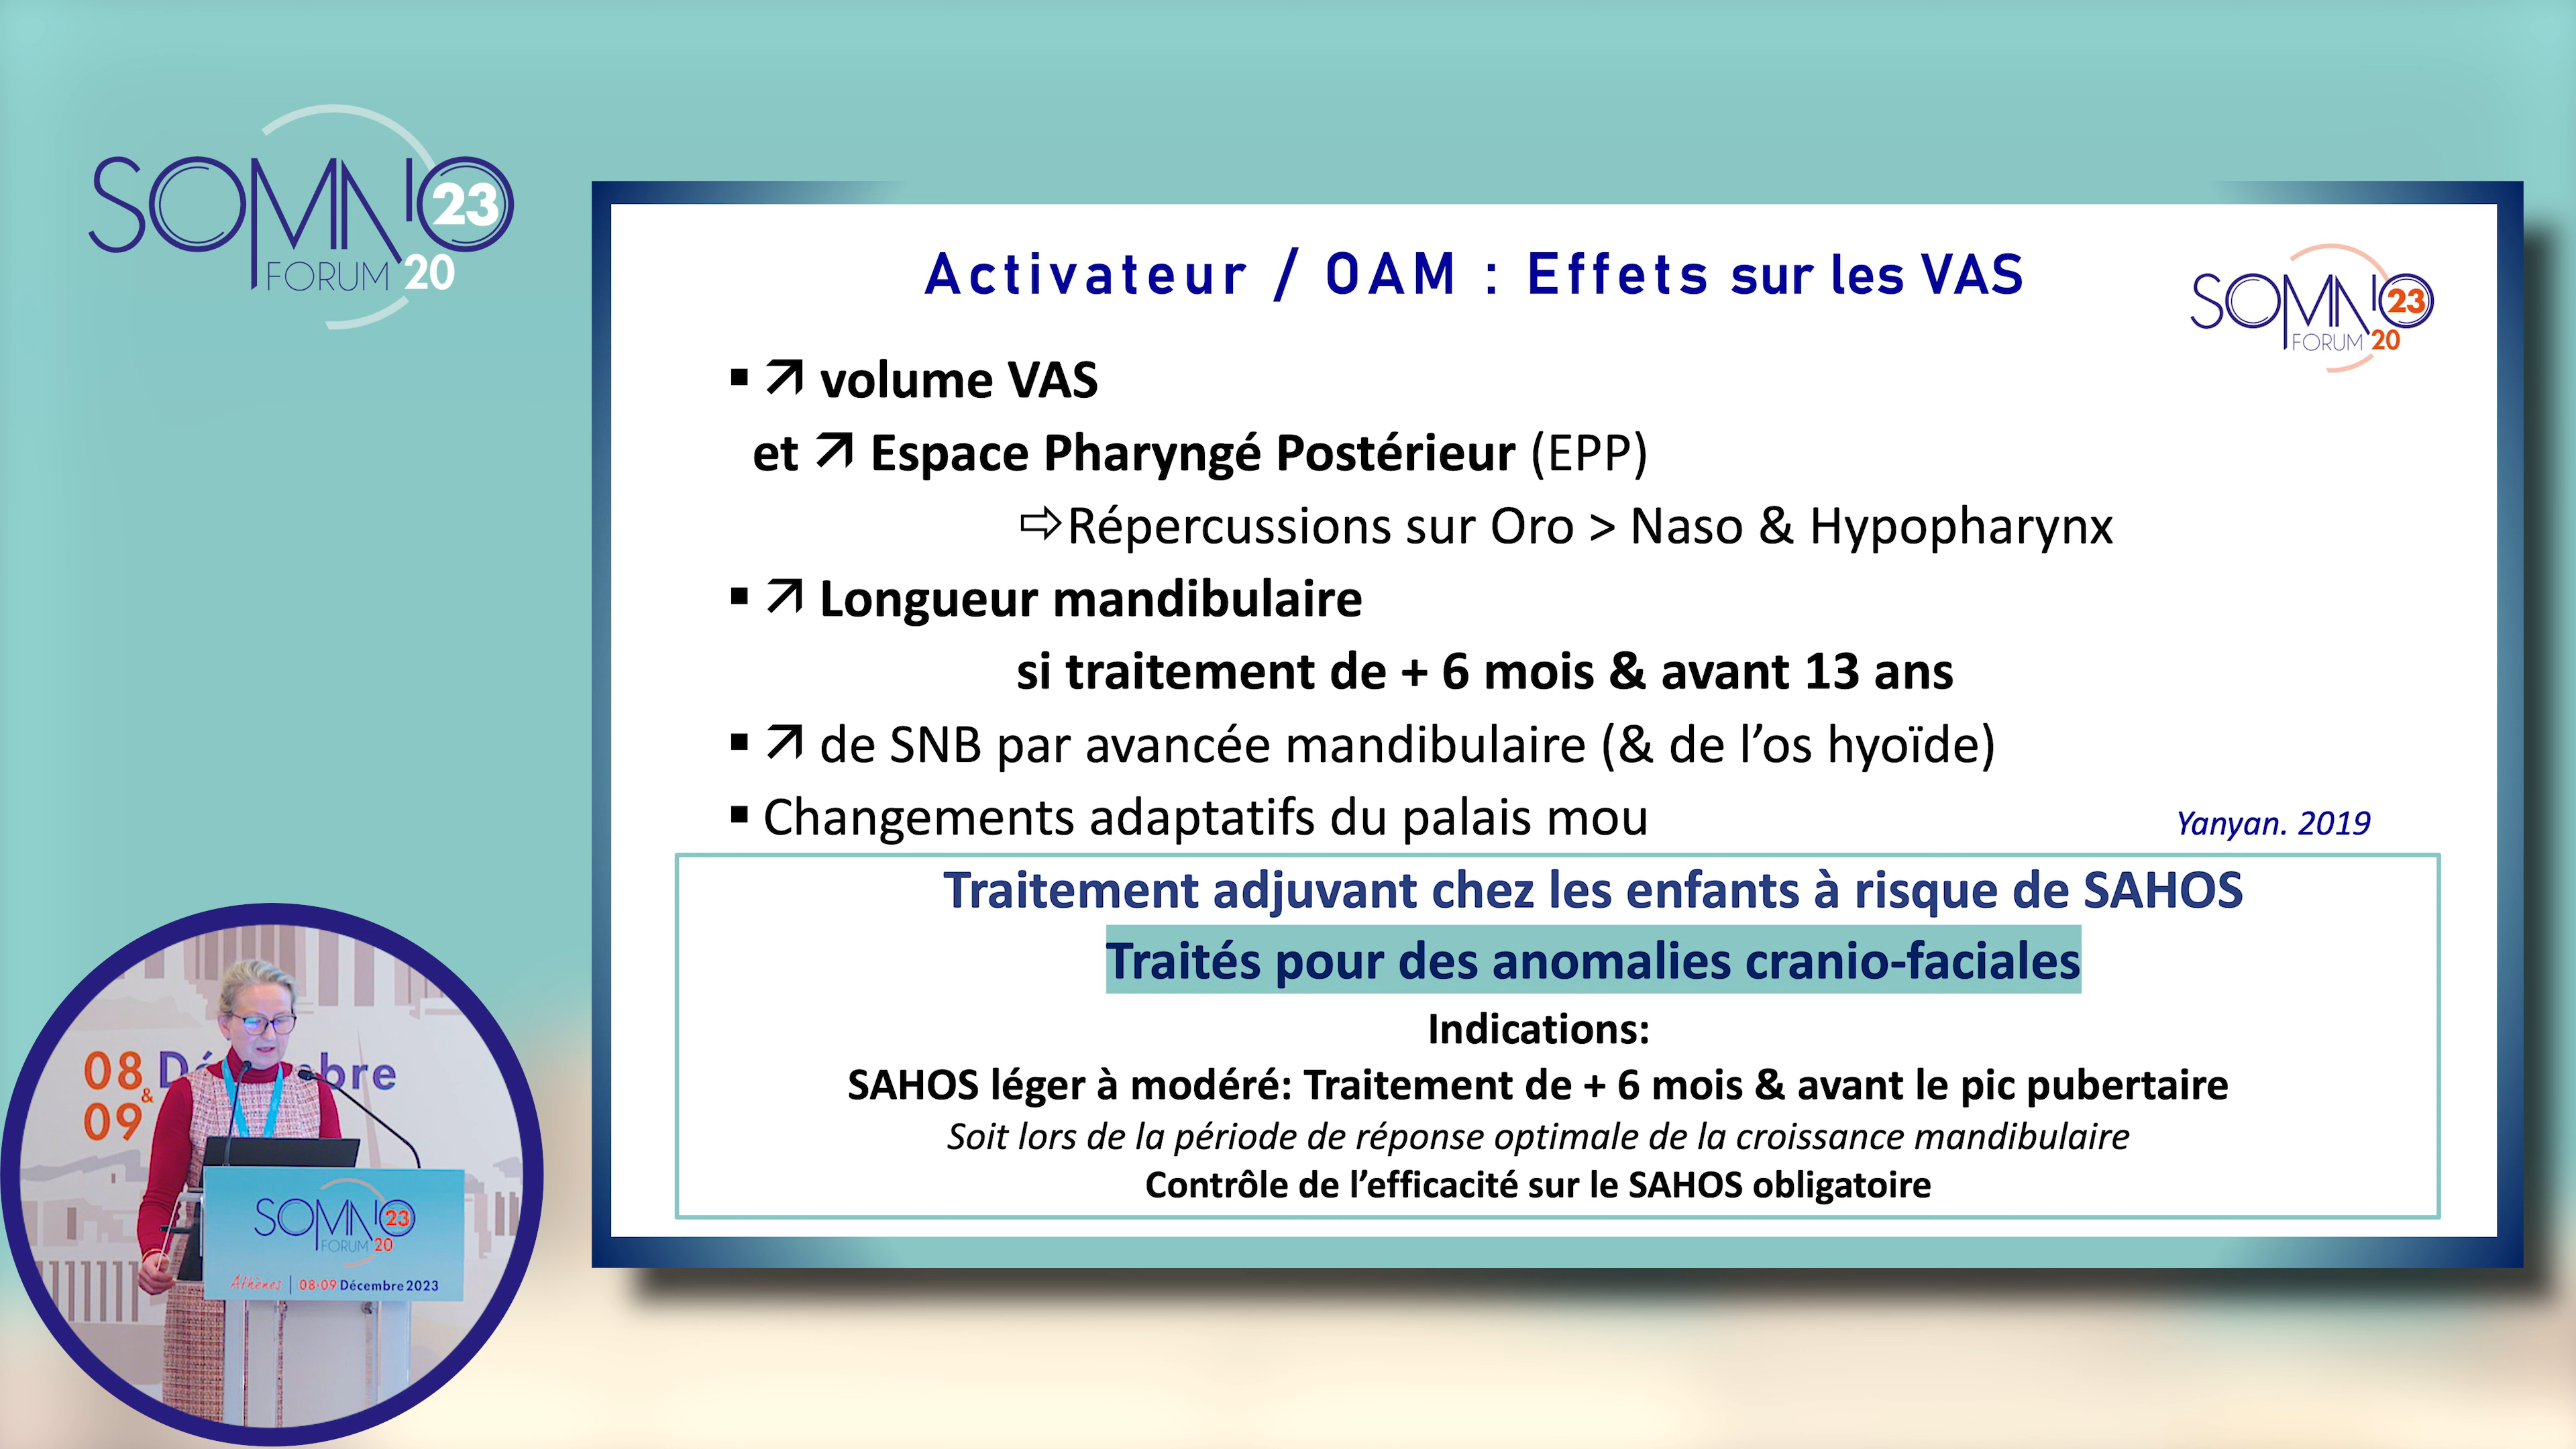 SOMNIO 23
FORUM 20
Activateur / OAM : Effets sur les VAS
SOMNIO 23
FORUM 20
▪ ↗ volume VAS
et ↗ Espace Pharyngé Postérieur (EPP)
⇨Répercussions sur Oro > Naso & Hypopharynx
▪ ↗ Longueur mandibulaire
si traitement de + 6 mois & avant 13 ans
▪ ↗ de SNB par avancée mandibulaire (& de l’os hyoïde)
▪ Changements adaptatifs du palais mou
Yanyan. 2019
Traitement adjuvant chez les enfants à risque de SAHOS
Traités pour des anomalies cranio-faciales
Indications:
SAHOS léger à modéré: Traitement de + 6 mois & avant le pic pubertaire
Soit lors de la période de réponse optimale de la croissance mandibulaire
Contrôle de l’efficacité sur le SAHOS obligatoire
08 & 09
SOMNIO 23
FORUM 20
Athènes | 08-09 Décembre 2023